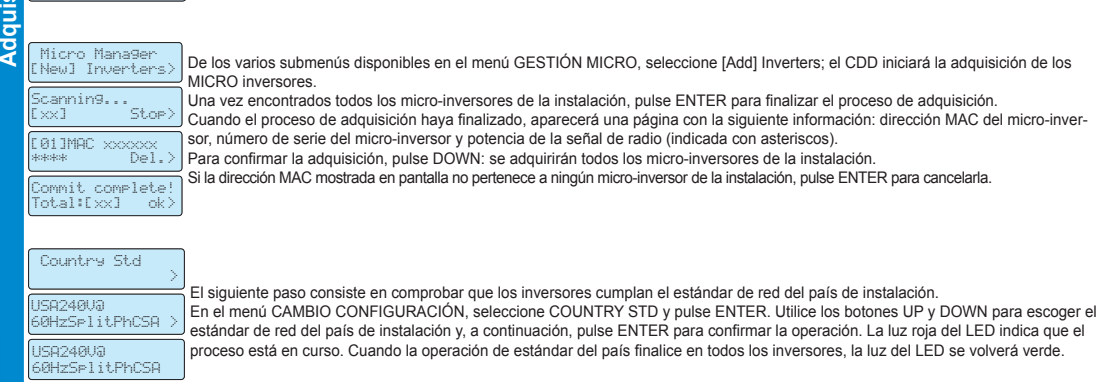 Adquis
Micro Manager
[New] Inverters>
Scanning...
[xx] Stop>
[01]MAC xxxxxx
**** Del.>
Commit complete!
Total:[xx] ok>
De los varios submenús disponibles en el menú GESTIÓN MICRO, seleccione [Add] Inverters; el CDD iniciará la adquisición de los
MICRO inversores.
Una vez encontrados todos los micro-inversores de la instalación, pulse ENTER para finalizar el proceso de adquisición.
Cuando el proceso de adquisición haya finalizado, aparecerá una página con la siguiente información: dirección MAC del micro-inver-
sor, número de serie del micro-inversor y potencia de la señal de radio (indicada con asteriscos).
Para confirmar la adquisición, pulse DOWN: se adquirirán todos los micro-inversores de la instalación.
Si la dirección MAC mostrada en pantalla no pertenece a ningún micro-inversor de la instalación, pulse ENTER para cancelarla.
Country Std
>
USA240V@
60HzSplitPhCSA >
USA240V@
60HzSplitPhCSA
El siguiente paso consiste en comprobar que los inversores cumplan el estándar de red del país de instalación.
En el menú CAMBIO CONFIGURACIÓN, seleccione COUNTRY STD y pulse ENTER. Utilice los botones UP y DOWN para escoger el
estándar de red del país de instalación y, a continuación, pulse ENTER para confirmar la operación. La luz roja del LED indica que el
proceso está en curso. Cuando la operación de estándar del país finalice en todos los inversores, la luz del LED se volverá verde.